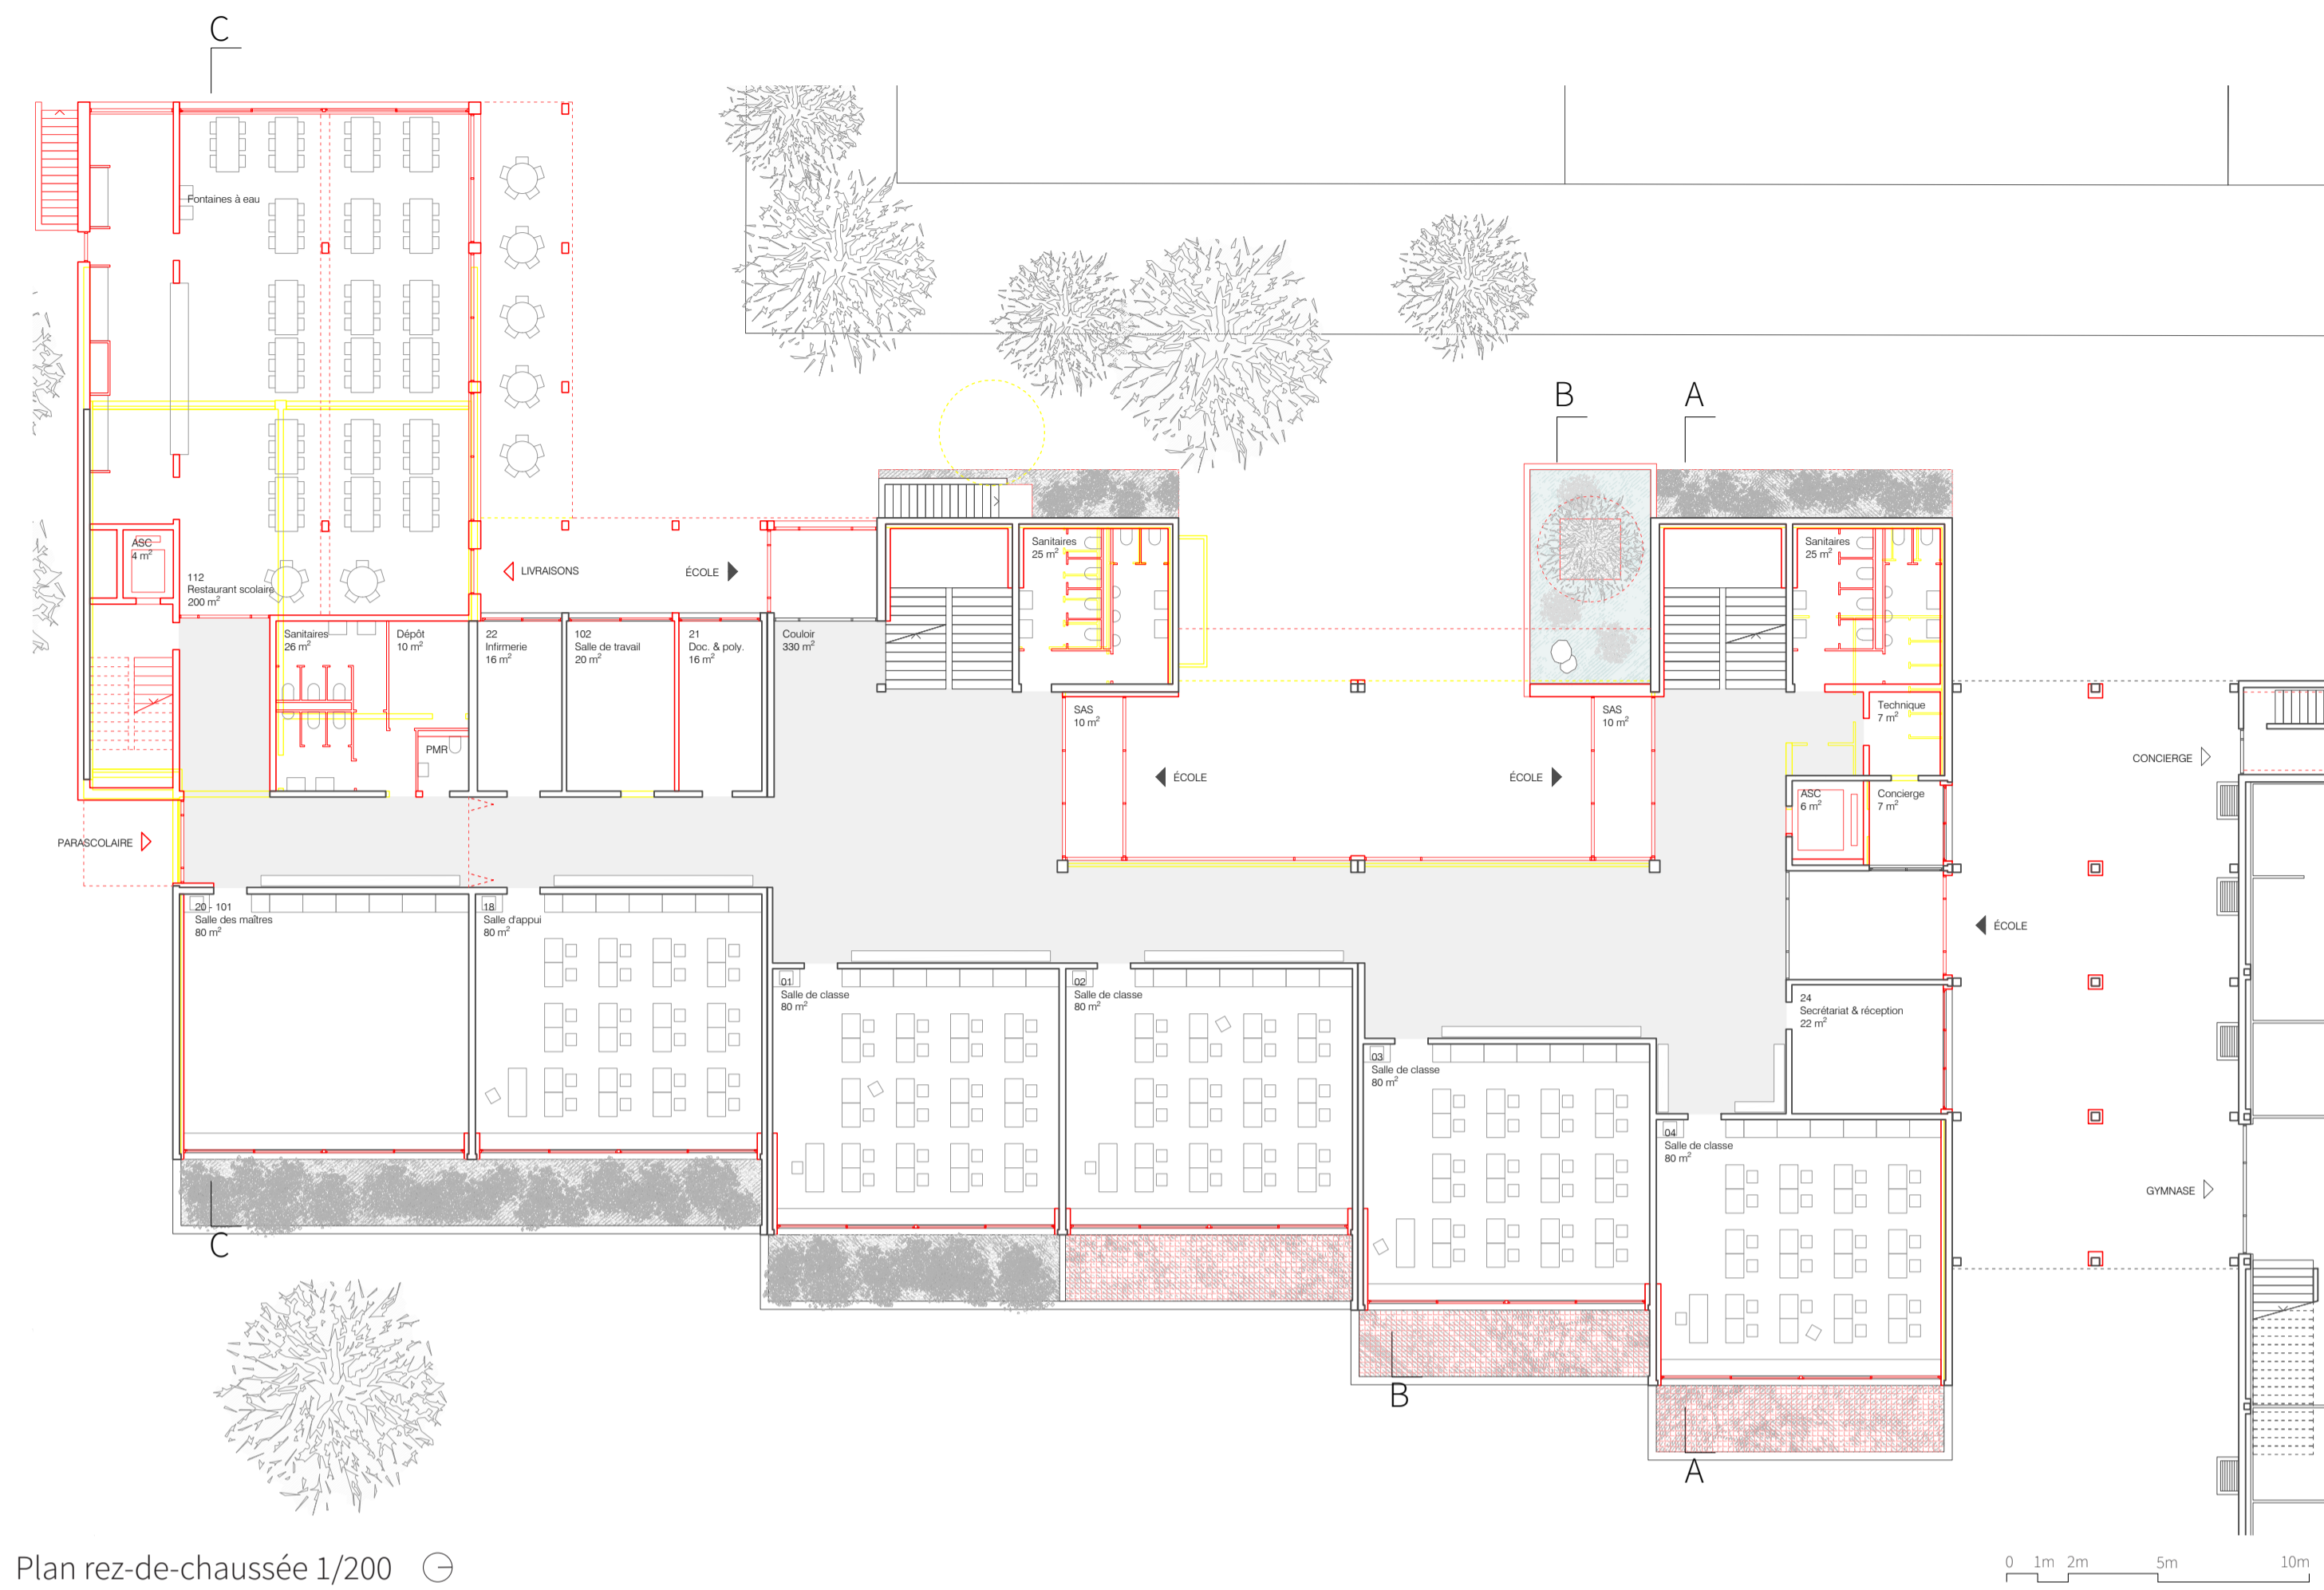 C
Fontaines à eau
B
A
ASC
4 m²
112
Restaurant scolaire
200 m²
LIVRAISONS
ÉCOLE
Sanitaires
25 m²
Sanitaires
25 m²
Sanitaires
26 m²
Dépôt
10 m²
PMR
22
Infirmerie
16 m²
102
Salle de travail
20 m²
21
Doc. & poly.
16 m²
Couloir
330 m²
SAS
10 m²
SAS
10 m²
Technique
7 m²
CONCIERGE
ÉCOLE
ÉCOLE
ASC
6 m²
Concierge
7 m²
PARASCOLAIRE
20 - 101
Salle des maîtres
80 m²
18
Salle d'appui
80 m²
ÉCOLE
01
Salle de classe
80 m²
02
Salle de classe
80 m²
24
Secrétariat & réception
22 m²
03
Salle de classe
80 m²
04
Salle de classe
80 m²
GYMNASE
C
B
A
Plan rez-de-chaussée 1/200
0 1m 2m 5m 10m